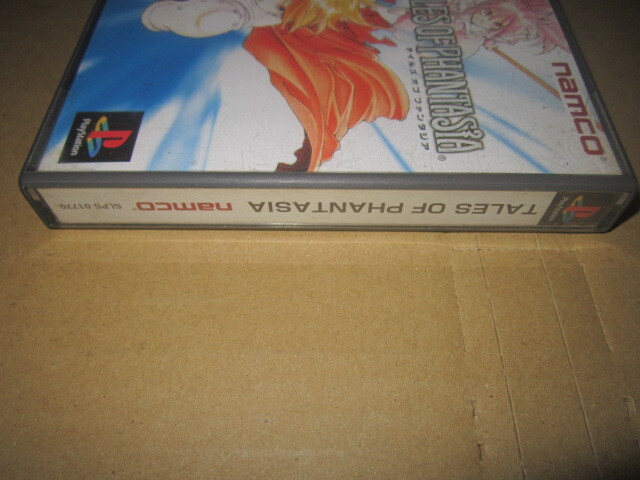 namco
LES OF PHANTASIA®
テイルズ オブ ファンタジア
PlayStation
TALES OF PHANTASIA namco SLPS 01770